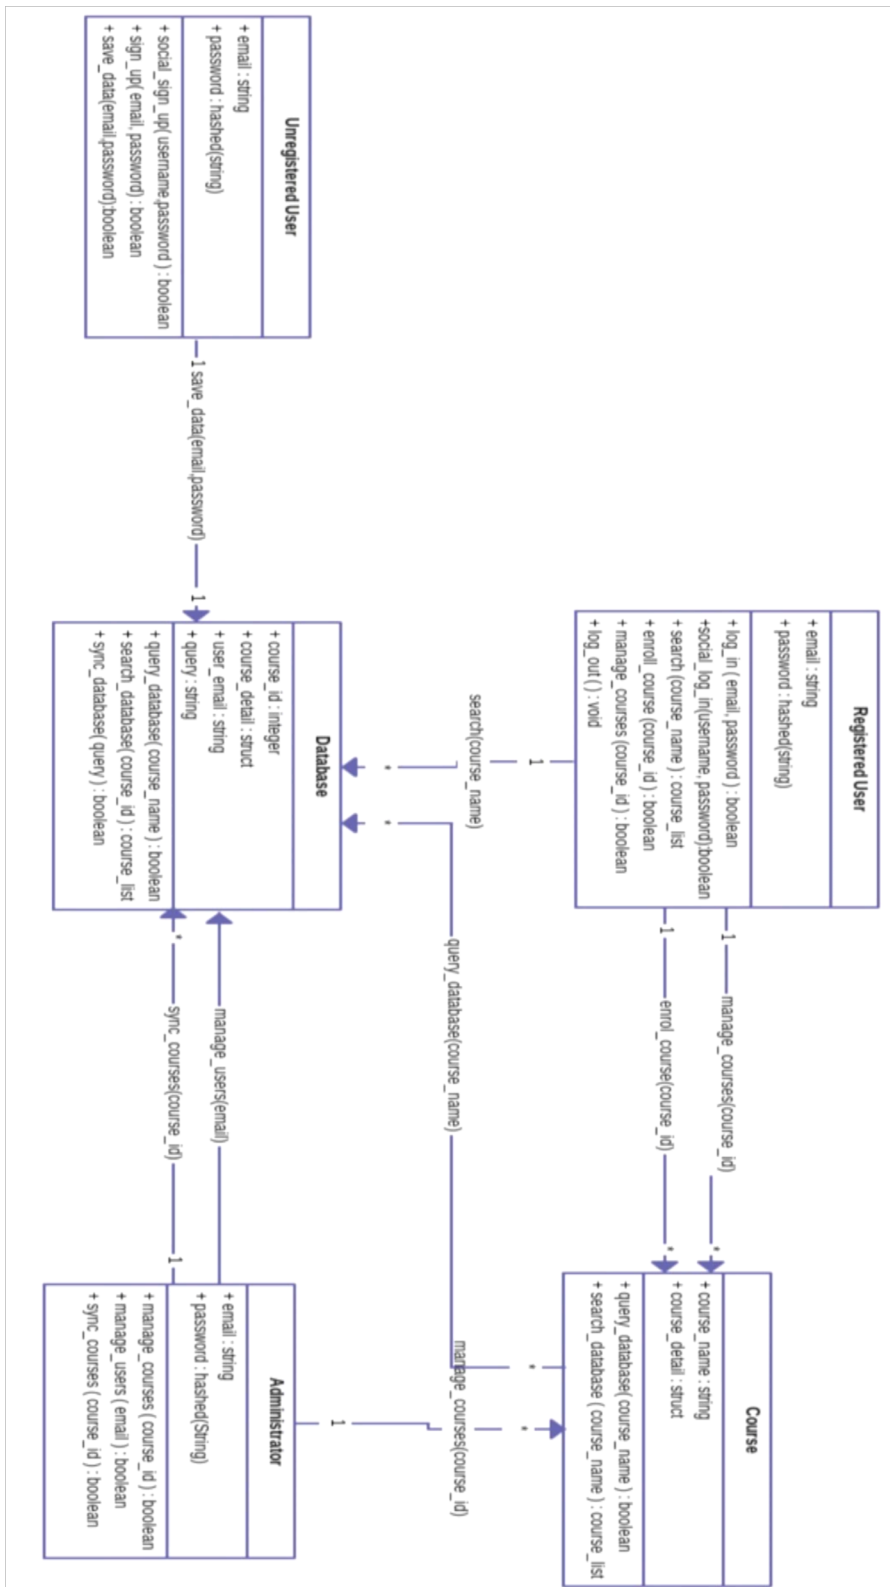 Registered User
+ email : string
+ password : hashed(string)
+ log_in ( email, password ) : boolean
+social_log_in(username, password):boolean
+ search (course_name ) : course_list
+ enroll_course (course_id ) : boolean
+ manage_courses (course_id ) : boolean
+ log_out ( ) : void
1
manage_courses(course_id)
*
1
enrol_course(course_id)
*
Course
+ course_name : string
+ course_detail : struct
+ query_database( course_name ) : boolean
+ search_database ( course_name ) : course_list
1
search(course_name)
*
*
query_database(course_name)
*
1
manage_courses(course_id)
*
Unregistered User
+ email : string
+ password : hashed(string)
+ social_sign_up( username,password ) : boolean
+ sign_up( email, password) : boolean
+ save_data(email,password):boolean
1 save_data(email,password)
1
Database
+ course_id : integer
+ course_detail : struct
+ user_email : string
+ query : string
+ query_database( course_name ) : boolean
+ search_database( course_id ) : course_list
+ sync_database( query ) : boolean
manage_users(email)
*
sync_courses(course_id)
1
Administrator
+ email : string
+ password : hashed(String)
+ manage_courses ( course_id ) : boolean
+ manage_users ( email ) : boolean
+ sync_courses ( course_id ) : boolean